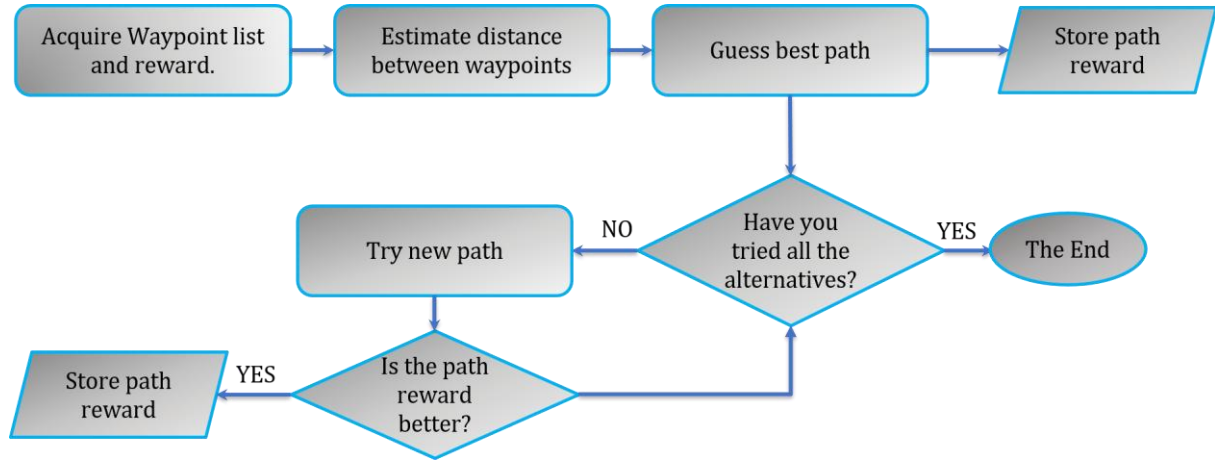 Acquire Waypoint list
and reward.
Estimate distance
between waypoints
Guess best path
Store path
reward
Have you
tried all the
alternatives?
NO
YES
Try new path
The End
Is the path
reward
better?
YES
Store path
reward